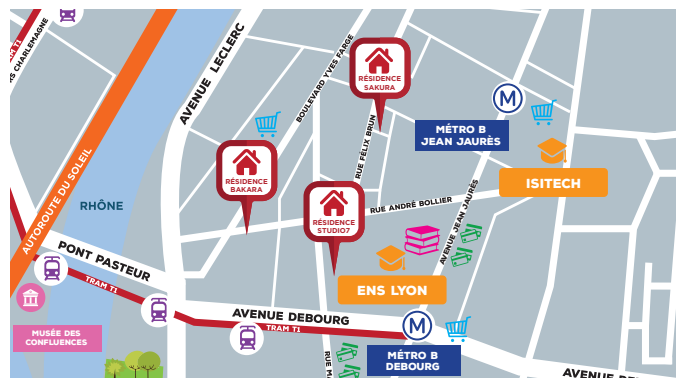 M T1
RS CHARLEMAGNE
AVENUE LECLERC
BOULEVARD YVES FARGE
RÉSIDENCE
SAKURA
M
MÉTRO B
JEAN JAURÈS
ISITECH
RUE FÉLIX BRUN
RÉSIDENCE
BAKARA
RÉSIDENCE
STUDIO7
RUE ANDRÉ BOLLIER
AVENUE JEAN JAURÈS
AUTOROUTE DU SOLEIL
RHÔNE
PONT PASTEUR
TRAM T1
ENS LYON
MUSÉE DES
CONFLUENCES
AVENUE DEBOURG
TRAM T1
M
MÉTRO B
DEBOURG
RUE M
AVENUE